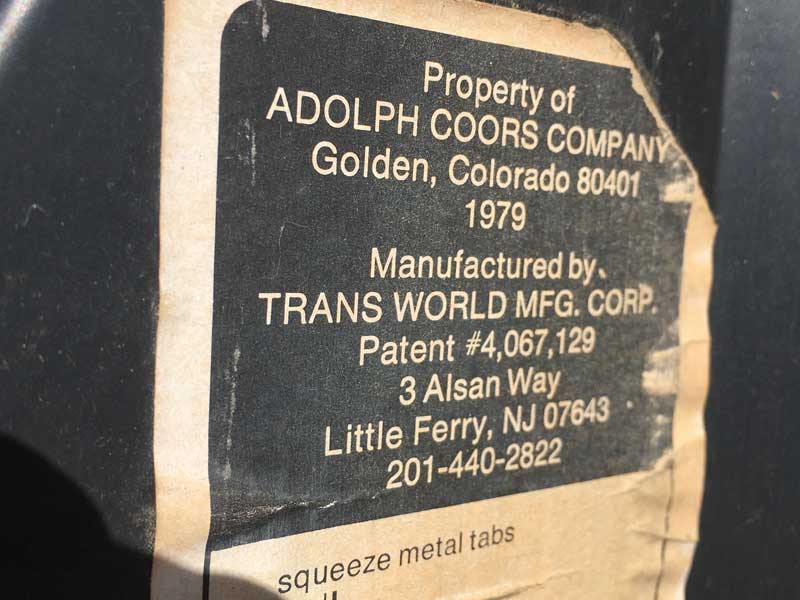 Property of
ADOLPH COORS COMPANY
Golden, Colorado 80401
1979
Manufactured by
TRANS WORLD MFG. CORP.
Patent #4,067,129
3 Alsan Way
Little Ferry, NJ 07643
201-440-2822
squeeze metal tabs